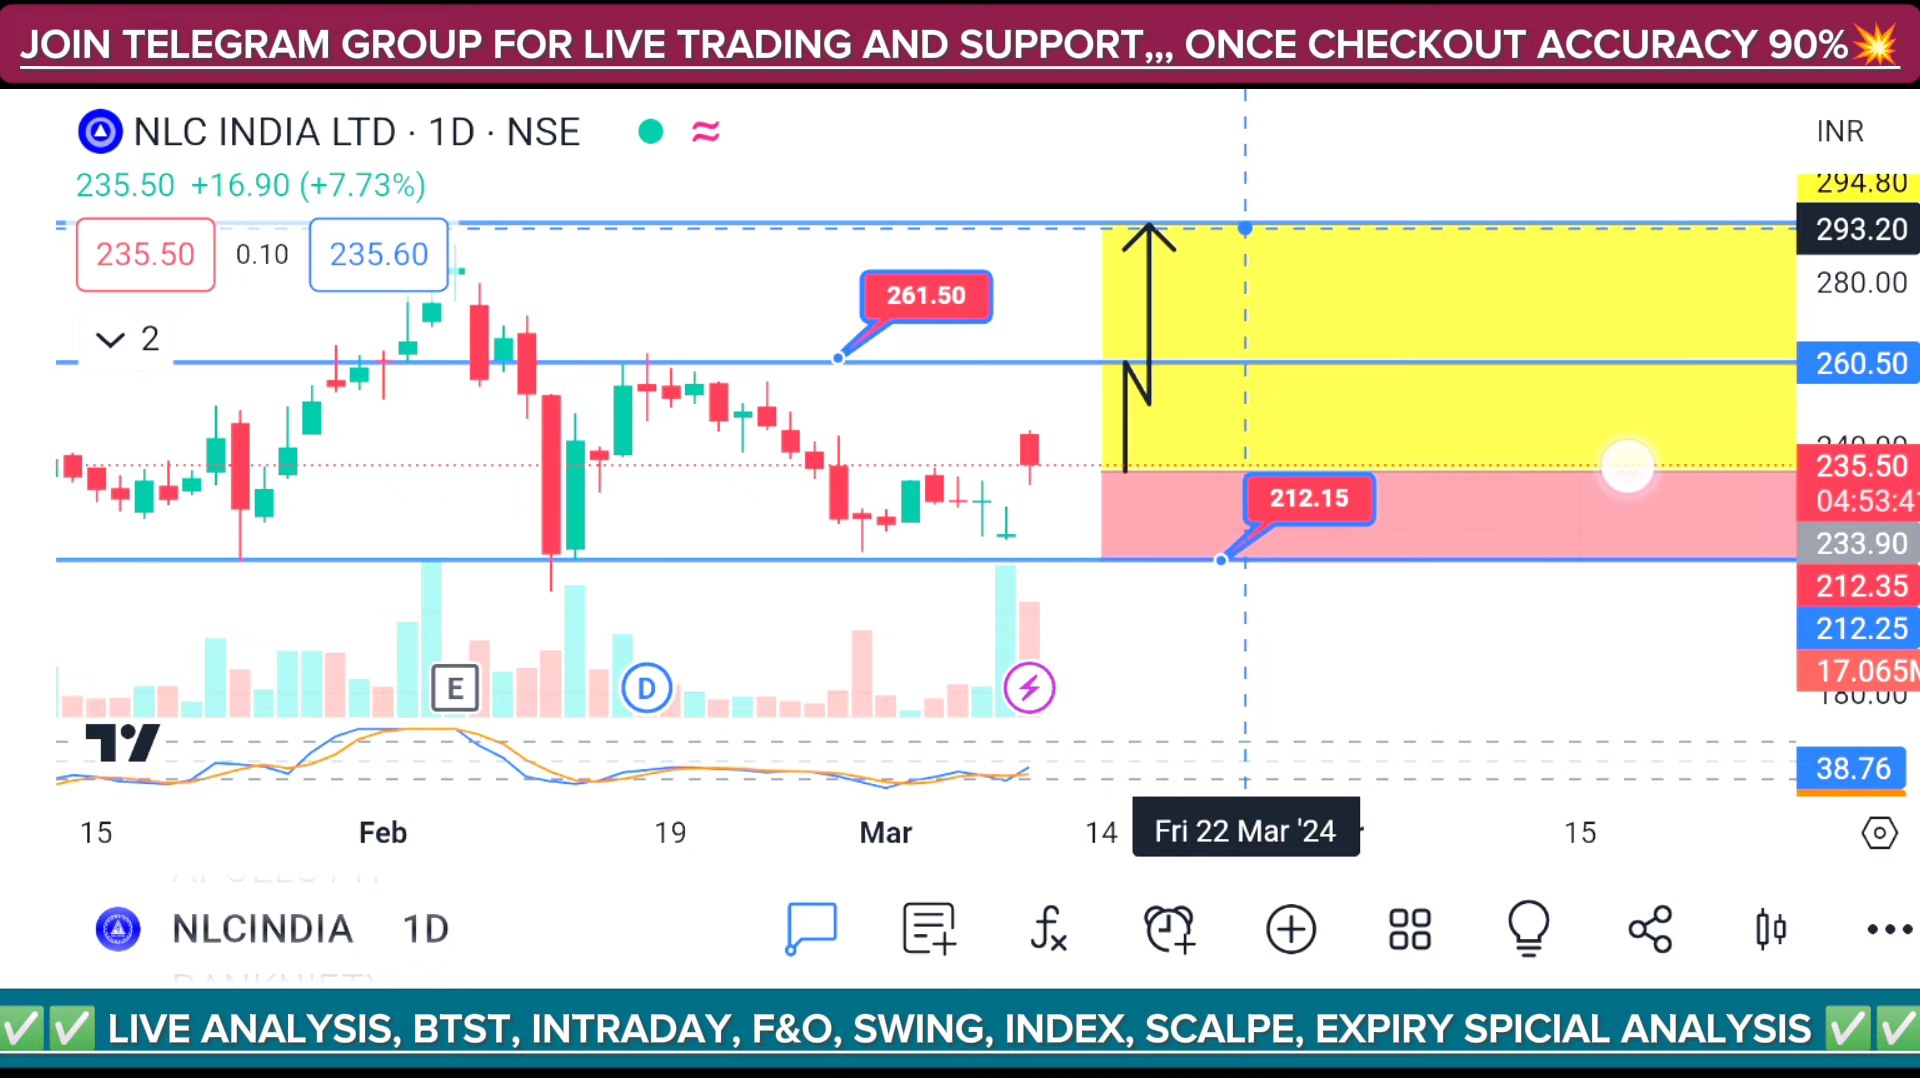 JOIN TELEGRAM GROUP FOR LIVE TRADING AND SUPPORT,,, ONCE CHECKOUT ACCURACY 90%💥
NLC INDIA LTD · 1D · NSE
INR
235.50 +16.90 (+7.73%)
294.80
235.50 0.10 235.60
293.20
280.00
261.50
2
260.50
235.50
04:53:4
212.15
233.90
212.35
212.25
17.065M
180.00
E D
38.76
15 Feb 19 Mar 14 Fri 22 Mar '24 15
NLCINDIA 1D
✅✅ LIVE ANALYSIS, BTST, INTRADAY, F&O, SWING, INDEX, SCALPE, EXPIRY SPICIAL ANALYSIS ✅✅